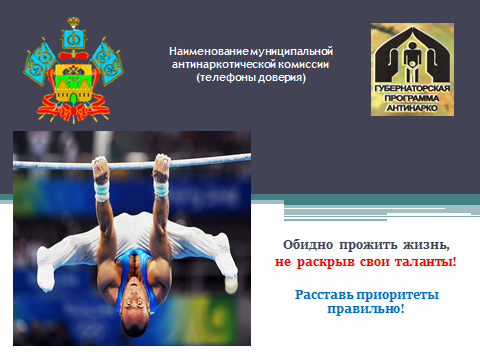 Наименование муниципальной
антинаркотической комиссии
(телефоны доверия)
ГУБЕРНАТОРСКАЯ
ПРОГРАММА
АНТИНАРКО
Обидно прожить жизнь,
не раскрыв свои таланты!
Расставь приоритеты
правильно!